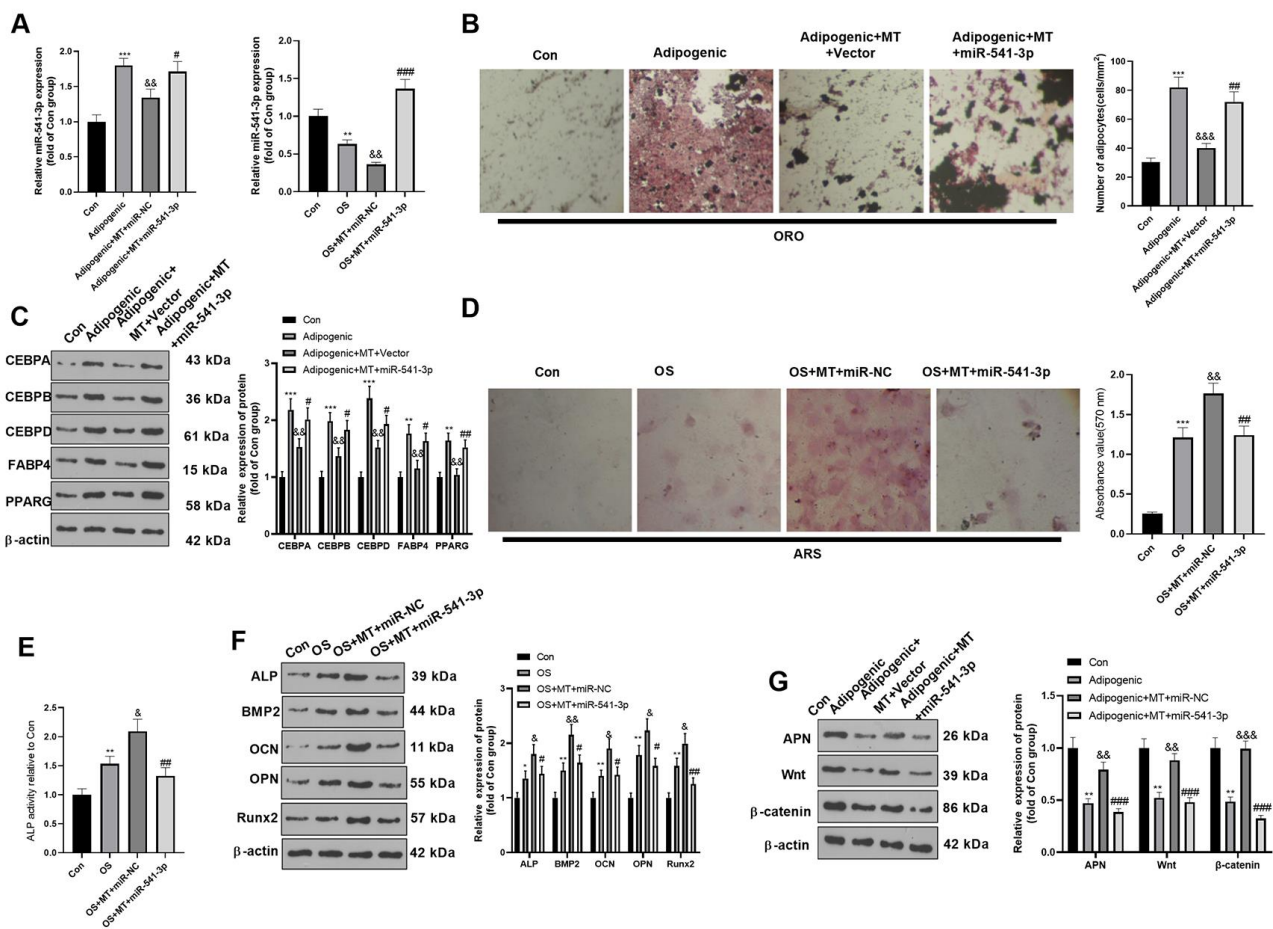 A
Relative miR-541-3p expression
(fold of Con group)
2.0
1.5
1.0
0.5
0.0
***
&&
#
Con
Adipogenic
Adipogenic+MT+miR-NC
Adipogenic+MT+miR-541-3p
Relative miR-541-3p expression
(fold of Con group)
2.0
1.5
1.0
0.5
0.0
**
&&
###
Con
OS
OS+MT+miR-NC
OS+MT+miR-541-3p
B
Con
Adipogenic
Adipogenic+MT
+Vector
Adipogenic+MT
+miR-541-3p
ORO
Number of adipocytes(cells/mm²)
100
80
60
40
20
0
***
&&&
##
Con
Adipogenic
Adipogenic+MT+Vector
Adipogenic+MT+miR-541-3p
C
Con
Adipogenic
Adipogenic+
MT+Vector
Adipogenic+MT
+miR-541-3p
CEBPA 43 kDa
CEBPB 36 kDa
CEBPD 61 kDa
FABP4 15 kDa
PPARG 58 kDa
β-actin 42 kDa
Con
Adipogenic
Adipogenic+MT+Vector
Adipogenic+MT+miR-541-3p
Relative expression of protein
(fold of Con group)
3
2
1
0
*** && #
*** && #
*** && #
** && #
** && ##
CEBPA CEBPB CEBPD FABP4 PPARG
D
Con
OS
OS+MT+miR-NC
OS+MT+miR-541-3p
ARS
Absorbance value(570 nm)
2.0
1.5
1.0
0.5
0.0
***
&&
##
Con
OS
OS+MT+miR-NC
OS+MT+miR-541-3p
E
ALP activity relative to Con
2.5
2.0
1.5
1.0
0.5
0.0
**
&
##
Con
OS
OS+MT+miR-NC
OS+MT+miR-541-3p
F
Con
OS
OS+MT+miR-NC
OS+MT+miR-541-3p
ALP 39 kDa
BMP2 44 kDa
OCN 11 kDa
OPN 55 kDa
Runx2 57 kDa
β-actin 42 kDa
Con
OS
OS+MT+miR-NC
OS+MT+miR-541-3p
Relative expression of protein
(fold of Con group)
3
2
1
0
* & #
** && #
** & #
** & #
** & ##
ALP BMP2 OCN OPN Runx2
G
Con
Adipogenic
Adipogenic+
MT+Vector
Adipogenic+MT
+miR-541-3p
APN 26 kDa
Wnt 39 kDa
β-catenin 86 kDa
β-actin 42 kDa
Con
Adipogenic
Adipogenic+MT+miR-NC
Adipogenic+MT+miR-541-3p
Relative expression of protein
(fold of Con group)
1.5
1.0
0.5
0.0
** && ###
** && ###
** &&& ###
APN Wnt β-catenin